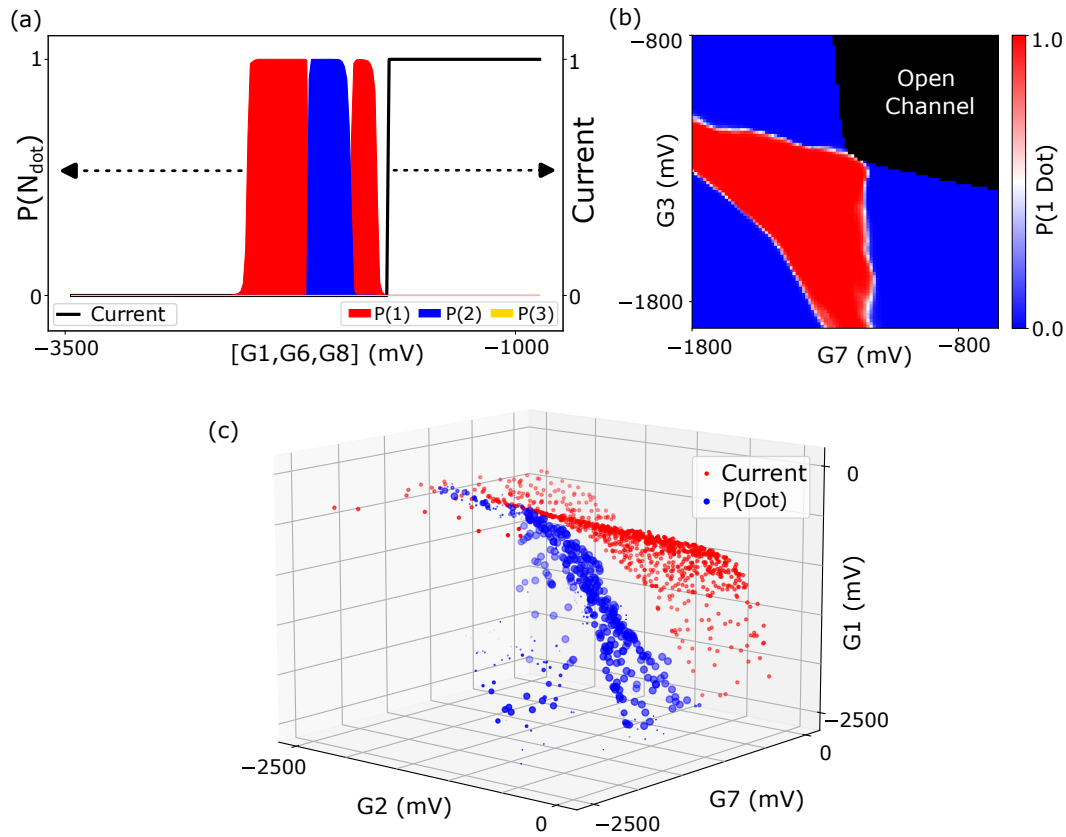 (a)
P(N_dot)
1
0
Current
1
0
Current
P(1) P(2) P(3)
−3500
[G1,G6,G8] (mV)
−1000
(b)
−800
G3 (mV)
−1800
Open
Channel
−1800
G7 (mV)
−800
1.0
P(1 Dot)
0.0
(c)
Current
P(Dot)
0
G1 (mV)
−2500
−2500
G2 (mV)
0
−2500
G7 (mV)
0